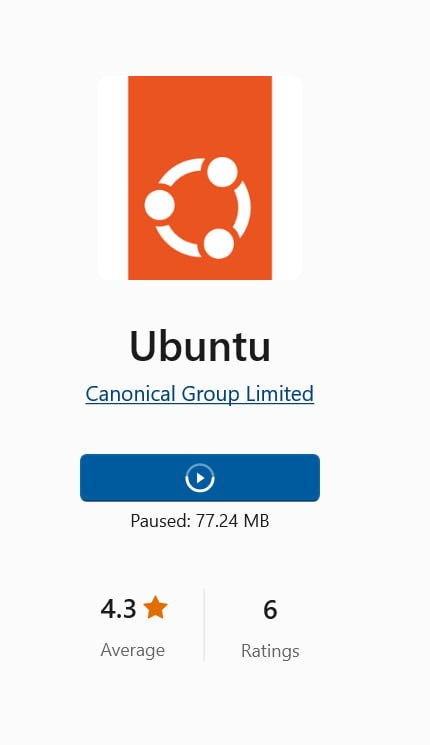 Ubuntu
Canonical Group Limited
Paused: 77.24 MB
4.3
6
Average
Ratings